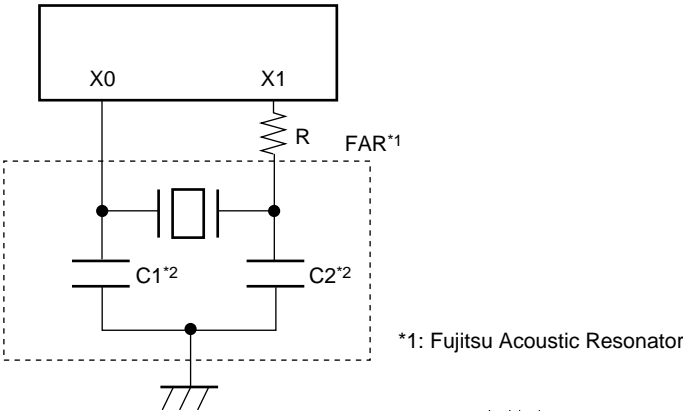 X0 X1
R
FAR*1
C1*2 C2*2
*1: Fujitsu Acoustic Resonator